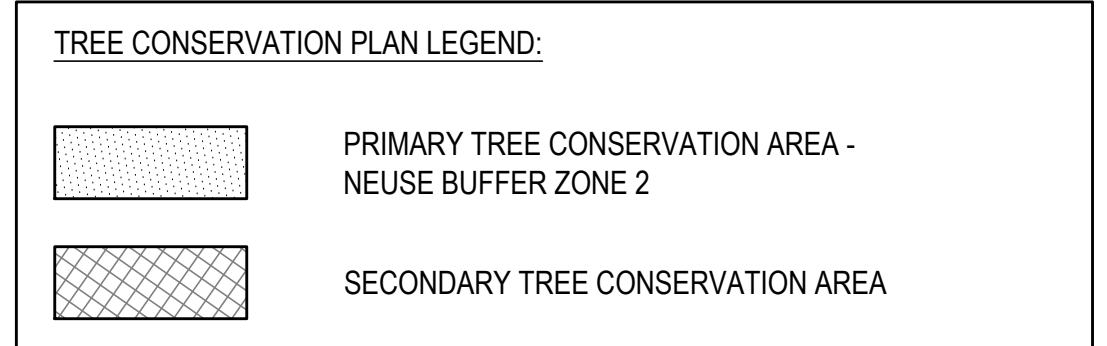 TREE CONSERVATION PLAN LEGEND:
PRIMARY TREE CONSERVATION AREA -
NEUSE BUFFER ZONE 2
SECONDARY TREE CONSERVATION AREA